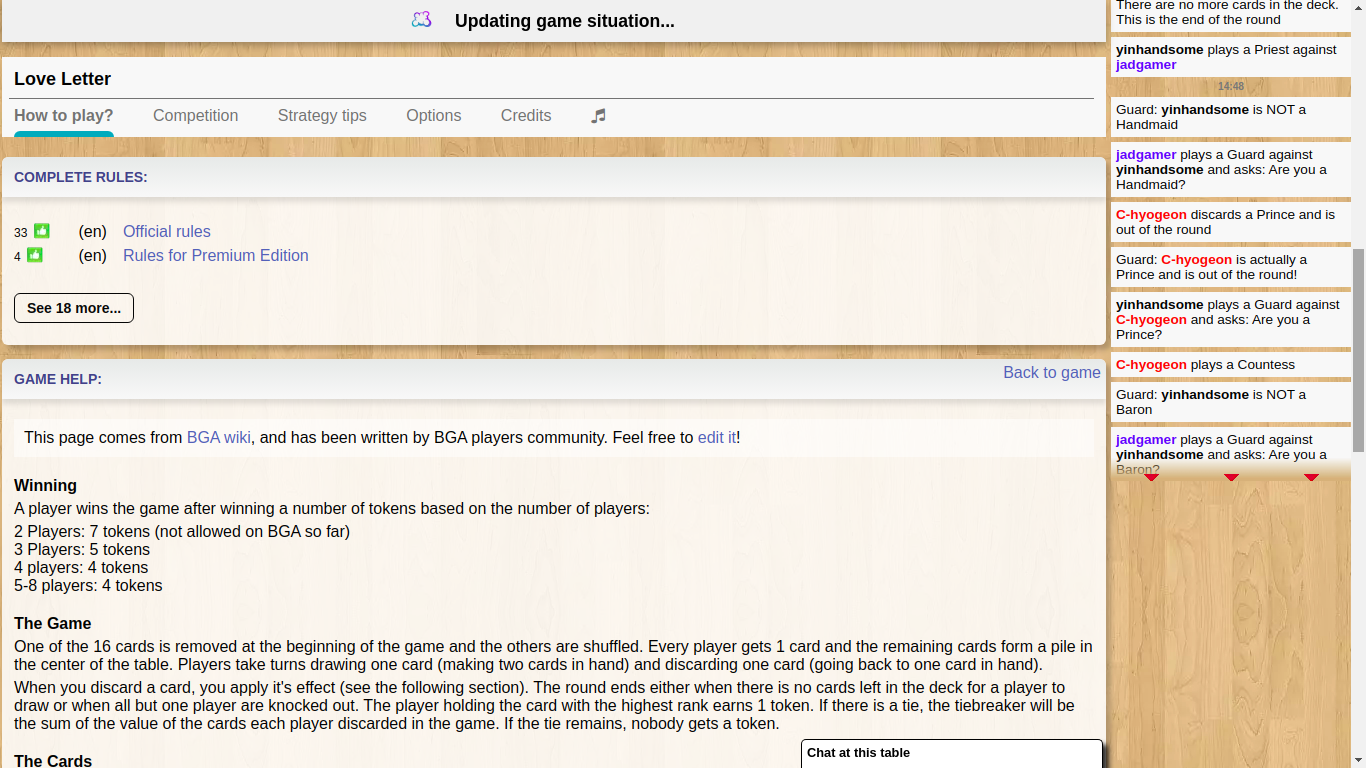 Updating game situation...
Love Letter
How to play?
Competition
Strategy tips
Options
Credits
COMPLETE RULES:
33 (en) Official rules
4 (en) Rules for Premium Edition
See 18 more...
GAME HELP:
Back to game
This page comes from BGA wiki, and has been written by BGA players community. Feel free to edit it!
Winning
A player wins the game after winning a number of tokens based on the number of players:
2 Players: 7 tokens (not allowed on BGA so far)
3 Players: 5 tokens
4 players: 4 tokens
5-8 players: 4 tokens
The Game
One of the 16 cards is removed at the beginning of the game and the others are shuffled. Every player gets 1 card and the remaining cards form a pile in
the center of the table. Players take turns drawing one card (making two cards in hand) and discarding one card (going back to one card in hand).
When you discard a card, you apply it's effect (see the following section). The round ends either when there is no cards left in the deck for a player to
draw or when all but one player are knocked out. The player holding the card with the highest rank earns 1 token. If there is a tie, the tiebreaker will be
the sum of the value of the cards each player discarded in the game. If the tie remains, nobody gets a token.
The Cards
Chat at this table
There are no more cards in the deck.
This is the end of the round
yinhandsome plays a Priest against
jadgamer
14:48
Guard: yinhandsome is NOT a
Handmaid
jadgamer plays a Guard against
yinhandsome and asks: Are you a
Handmaid?
C-hyogeon discards a Prince and is
out of the round
Guard: C-hyogeon is actually a
Prince and is out of the round!
yinhandsome plays a Guard against
C-hyogeon and asks: Are you a
Prince?
C-hyogeon plays a Countess
Guard: yinhandsome is NOT a
Baron
jadgamer plays a Guard against
yinhandsome and asks: Are you a
Baron?